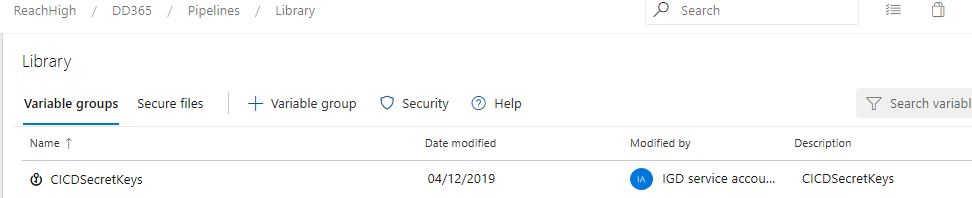 ReachHigh / DD365 / Pipelines / Library Search
Library
Variable groups Secure files + Variable group Security ? Help Search variabl
Name ↑ Date modified Modified by Description
CICDSecretKeys 04/12/2019 IA IGD service accou... CICDSecretKeys